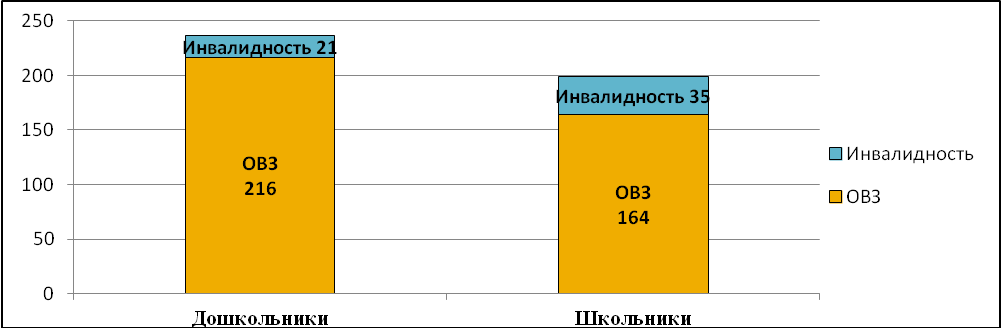 250
200
150
100
50
0
Инвалидность 21
ОВЗ
216
Инвалидность 35
ОВЗ
164
Дошкольники
Школьники
Инвалидность
ОВЗ